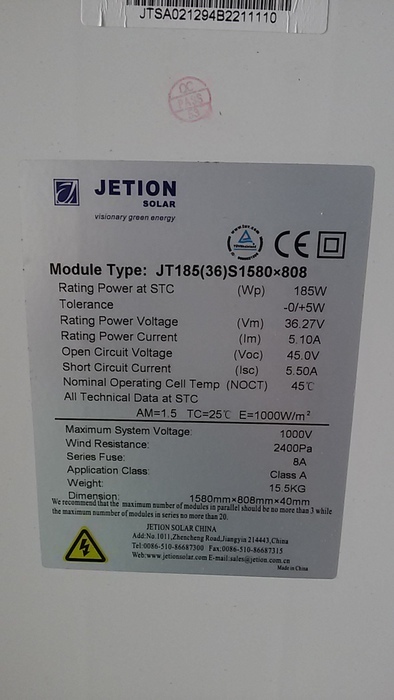 JTSA021294B2211110
QC
PASS
JETION
SOLAR
visionary green energy
CE
Module Type: JT185(36)S1580×808
Rating Power at STC (Wp) 185W
Tolerance -0/+5W
Rating Power Voltage (Vm) 36.27V
Rating Power Current (Im) 5.10A
Open Circuit Voltage (Voc) 45.0V
Short Circuit Current (Isc) 5.50A
Nominal Operating Cell Temp (NOCT) 45℃
All Technical Data at STC
AM=1.5 TC=25℃ E=1000W/m²
Maximum System Voltage: 1000V
Wind Resistance: 2400Pa
Series Fuse: 8A
Application Class: Class A
Weight: 15.5KG
Dimension: 1580mm×808mm×40mm
We recommend that the maximum number of modules in parallel should be no more than 3 while
the maximum nummber of modules in series no more than 20.
JETION SOLAR CHINA
Add:No.1011,Zhencheng Road,Jiangyin 214443,China
Tel:0086-510-86687300 Fax:0086-510-86687315
Web:www.jetionsolar.com E-mail:sales@jetion.com.cn
Made in China